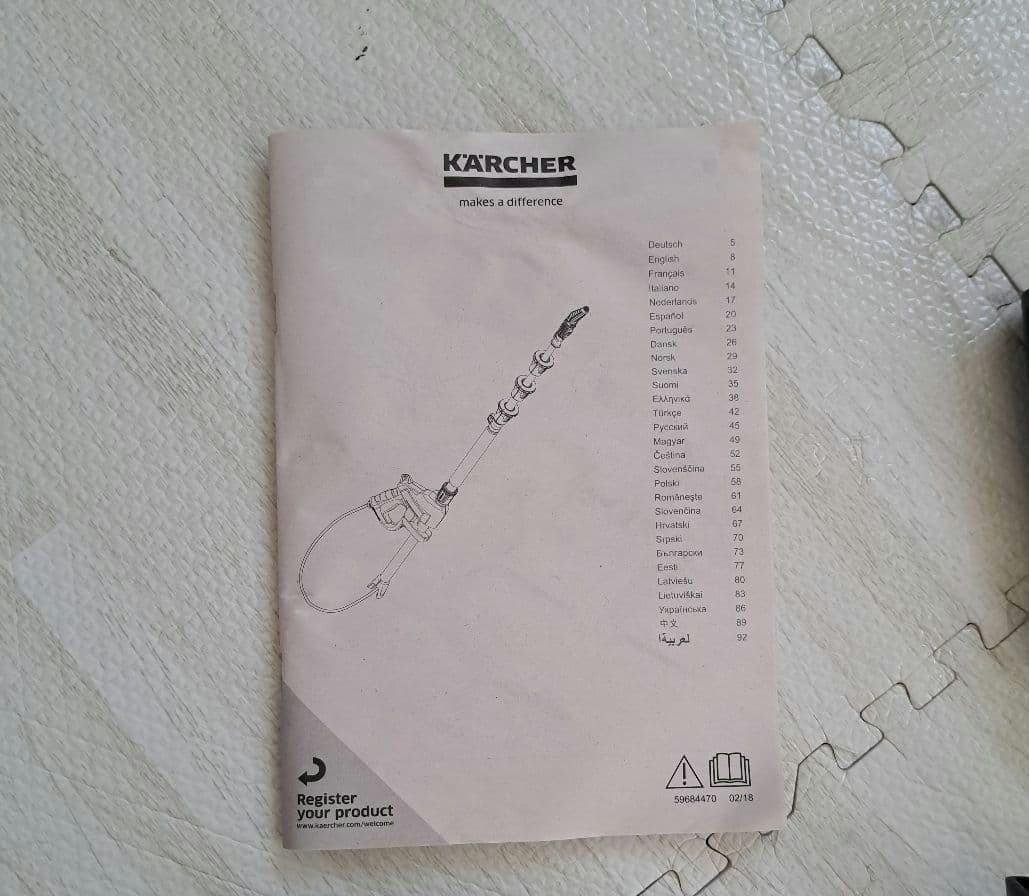 KÄRCHER
makes a difference
Deutsch 5
English 8
Français 11
Italiano 14
Nederlands 17
Español 20
Português 23
Dansk 26
Norsk 29
Svenska 32
Suomi 35
Ελληνικά 38
Türkçe 42
Русский 45
Magyar 49
Čeština 52
Slovenščina 55
Polski 58
Româneşte 61
Slovenčina 64
Hrvatski 67
Srpski 70
Български 73
Eesti 77
Latviešu 80
Lietuviškai 83
Українська 86
中文 89
العربية 92
Register
your product
www.kaercher.com/welcome
59684470 02/18